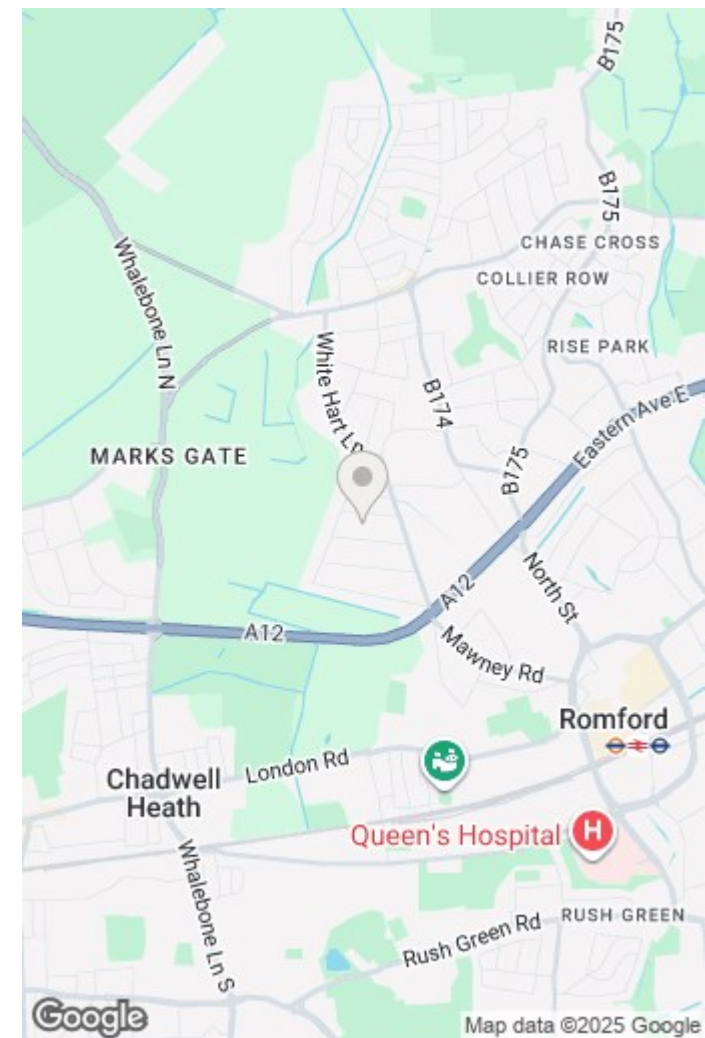 B175
B175
CHASE CROSS
COLLIER ROW
Whalebone Ln N
White Hart Ln
RISE PARK
B174
Eastern Ave E
MARKS GATE
B175
A12
A12
North St
Mawney Rd
Romford
London Rd
Chadwell
Heath
Queen's Hospital
H
Whalebone Ln S
RUSH GREEN
Rush Green Rd
Google
Map data ©2025 Google